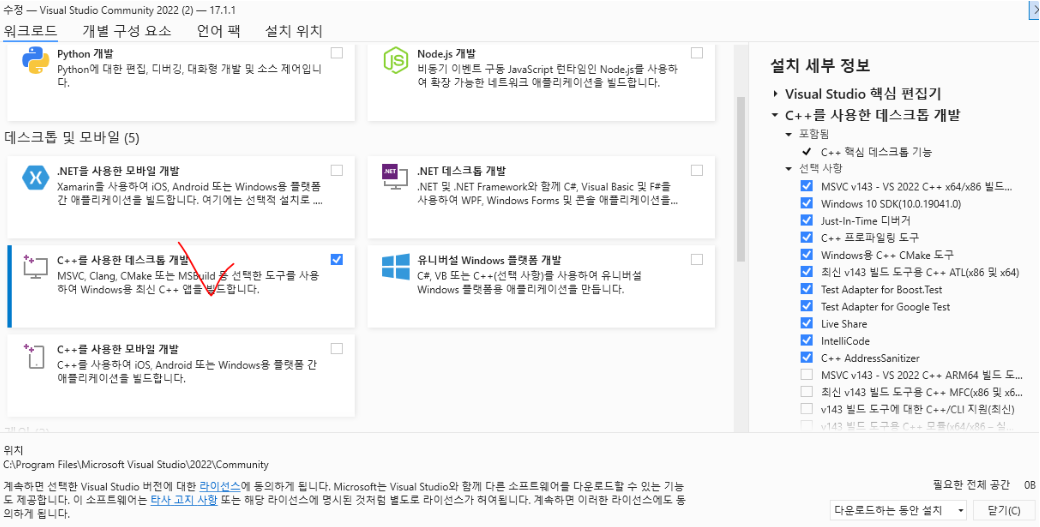 수정 — Visual Studio Community 2022 (2) — 17.1.1
워크로드 개별 구성 요소 언어 팩 설치 위치
Python 개발
Python에 대한 편집, 디버깅, 대화형 개발 및 소스 제어입니
다.
Node.js 개발
비동기 이벤트 구동 JavaScript 런타임인 Node.js를 사용하
여 확장 가능한 네트워크 애플리케이션을 빌드합니다.
데스크톱 및 모바일 (5)
.NET을 사용한 모바일 개발
Xamarin을 사용하여 iOS, Android 또는 Windows용 플랫폼
간 애플리케이션을 빌드합니다. 여기에는 선택적 설치로 ....
.NET 데스크톱 개발
.NET 및 .NET Framework와 함께 C#, Visual Basic 및 F#를
사용하여 WPF, Windows Forms 및 콘솔 애플리케이션을...
C++를 사용한 데스크톱 개발
MSVC, Clang, CMake 또는 MSBuild 등 선택한 도구를 사용
하여 Windows용 최신 C++ 앱을 빌드합니다.
유니버설 Windows 플랫폼 개발
C#, VB 또는 C++(선택 사항)를 사용하여 유니버설
Windows 플랫폼용 애플리케이션을 만듭니다.
C++를 사용한 모바일 개발
C++를 사용하여 iOS, Android 또는 Windows용 플랫폼 간
애플리케이션을 빌드합니다.
설치 세부 정보
Visual Studio 핵심 편집기
C++를 사용한 데스크톱 개발
포함됨
C++ 핵심 데스크톱 기능
선택 사항
MSVC v143 - VS 2022 C++ x64/x86 빌드...
Windows 10 SDK(10.0.19041.0)
Just-In-Time 디버거
C++ 프로파일링 도구
Windows용 C++ CMake 도구
최신 v143 빌드 도구용 C++ ATL(x86 및 x64)
Test Adapter for Boost.Test
Test Adapter for Google Test
Live Share
IntelliCode
C++ AddressSanitizer
MSVC v143 - VS 2022 C++ ARM64 빌드 도...
최신 v143 빌드 도구용 C++ MFC(x86 및 x6...
v143 빌드 도구에 대한 C++/CLI 지원(최신)
v143 빌드 도구용 C++ 모듈(x64/x86 – 실...
위치
C:\Program Files\Microsoft Visual Studio\2022\Community
계속하면 선택한 Visual Studio 버전에 대한 라이선스에 동의하게 됩니다. Microsoft는 Visual Studio와 함께 다른 소프트웨어를 다운로드할 수 있는 기능
도 제공합니다. 이 소프트웨어는 타사 고지 사항 또는 해당 라이선스에 명시된 것처럼 별도로 라이선스가 허여됩니다. 계속하면 이러한 라이선스에도 동
의하게 됩니다.
필요한 전체 공간 0B
다운로드하는 동안 설치
닫기(C)